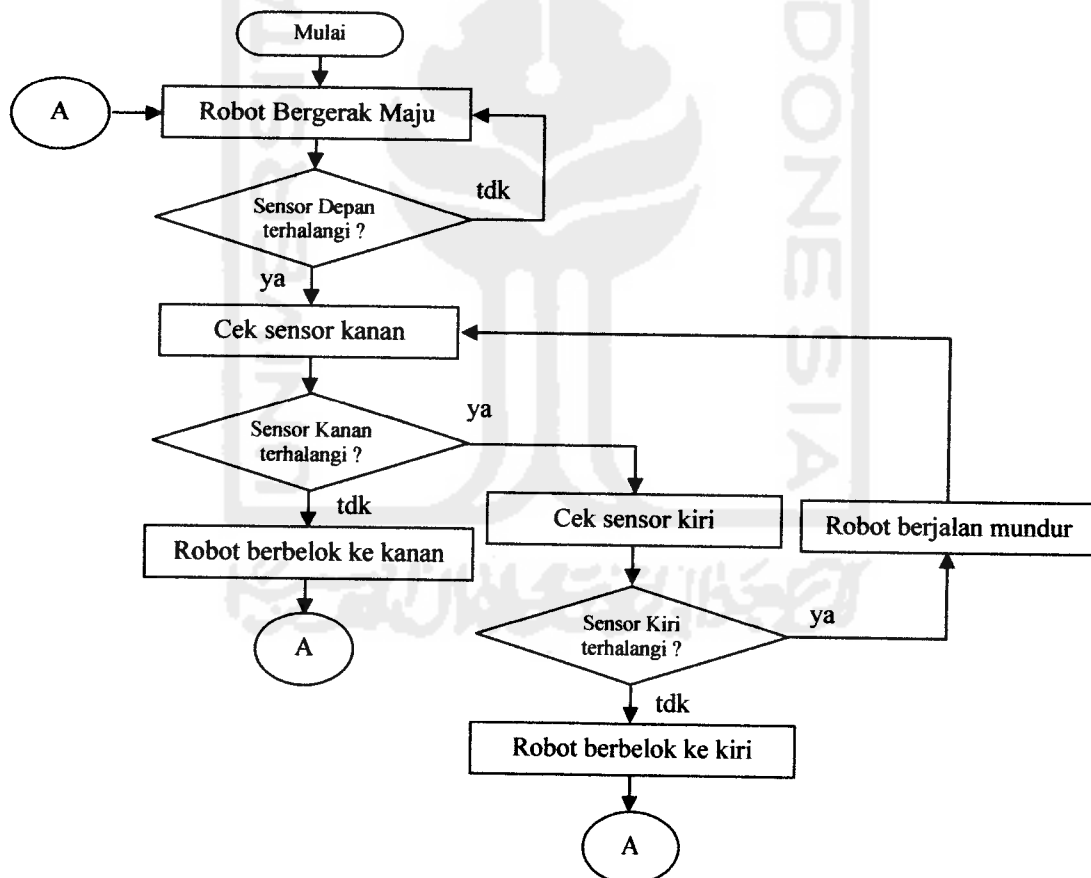 Mulai
A
Robot Bergerak Maju
tdk
Sensor Depan
terhalangi ?
ya
Cek sensor kanan
ya
Sensor Kanan
terhalangi ?
tdk
Cek sensor kiri
Robot berjalan mundur
Robot berbelok ke kanan
A
Sensor Kiri
terhalangi ?
ya
tdk
Robot berbelok ke kiri
A